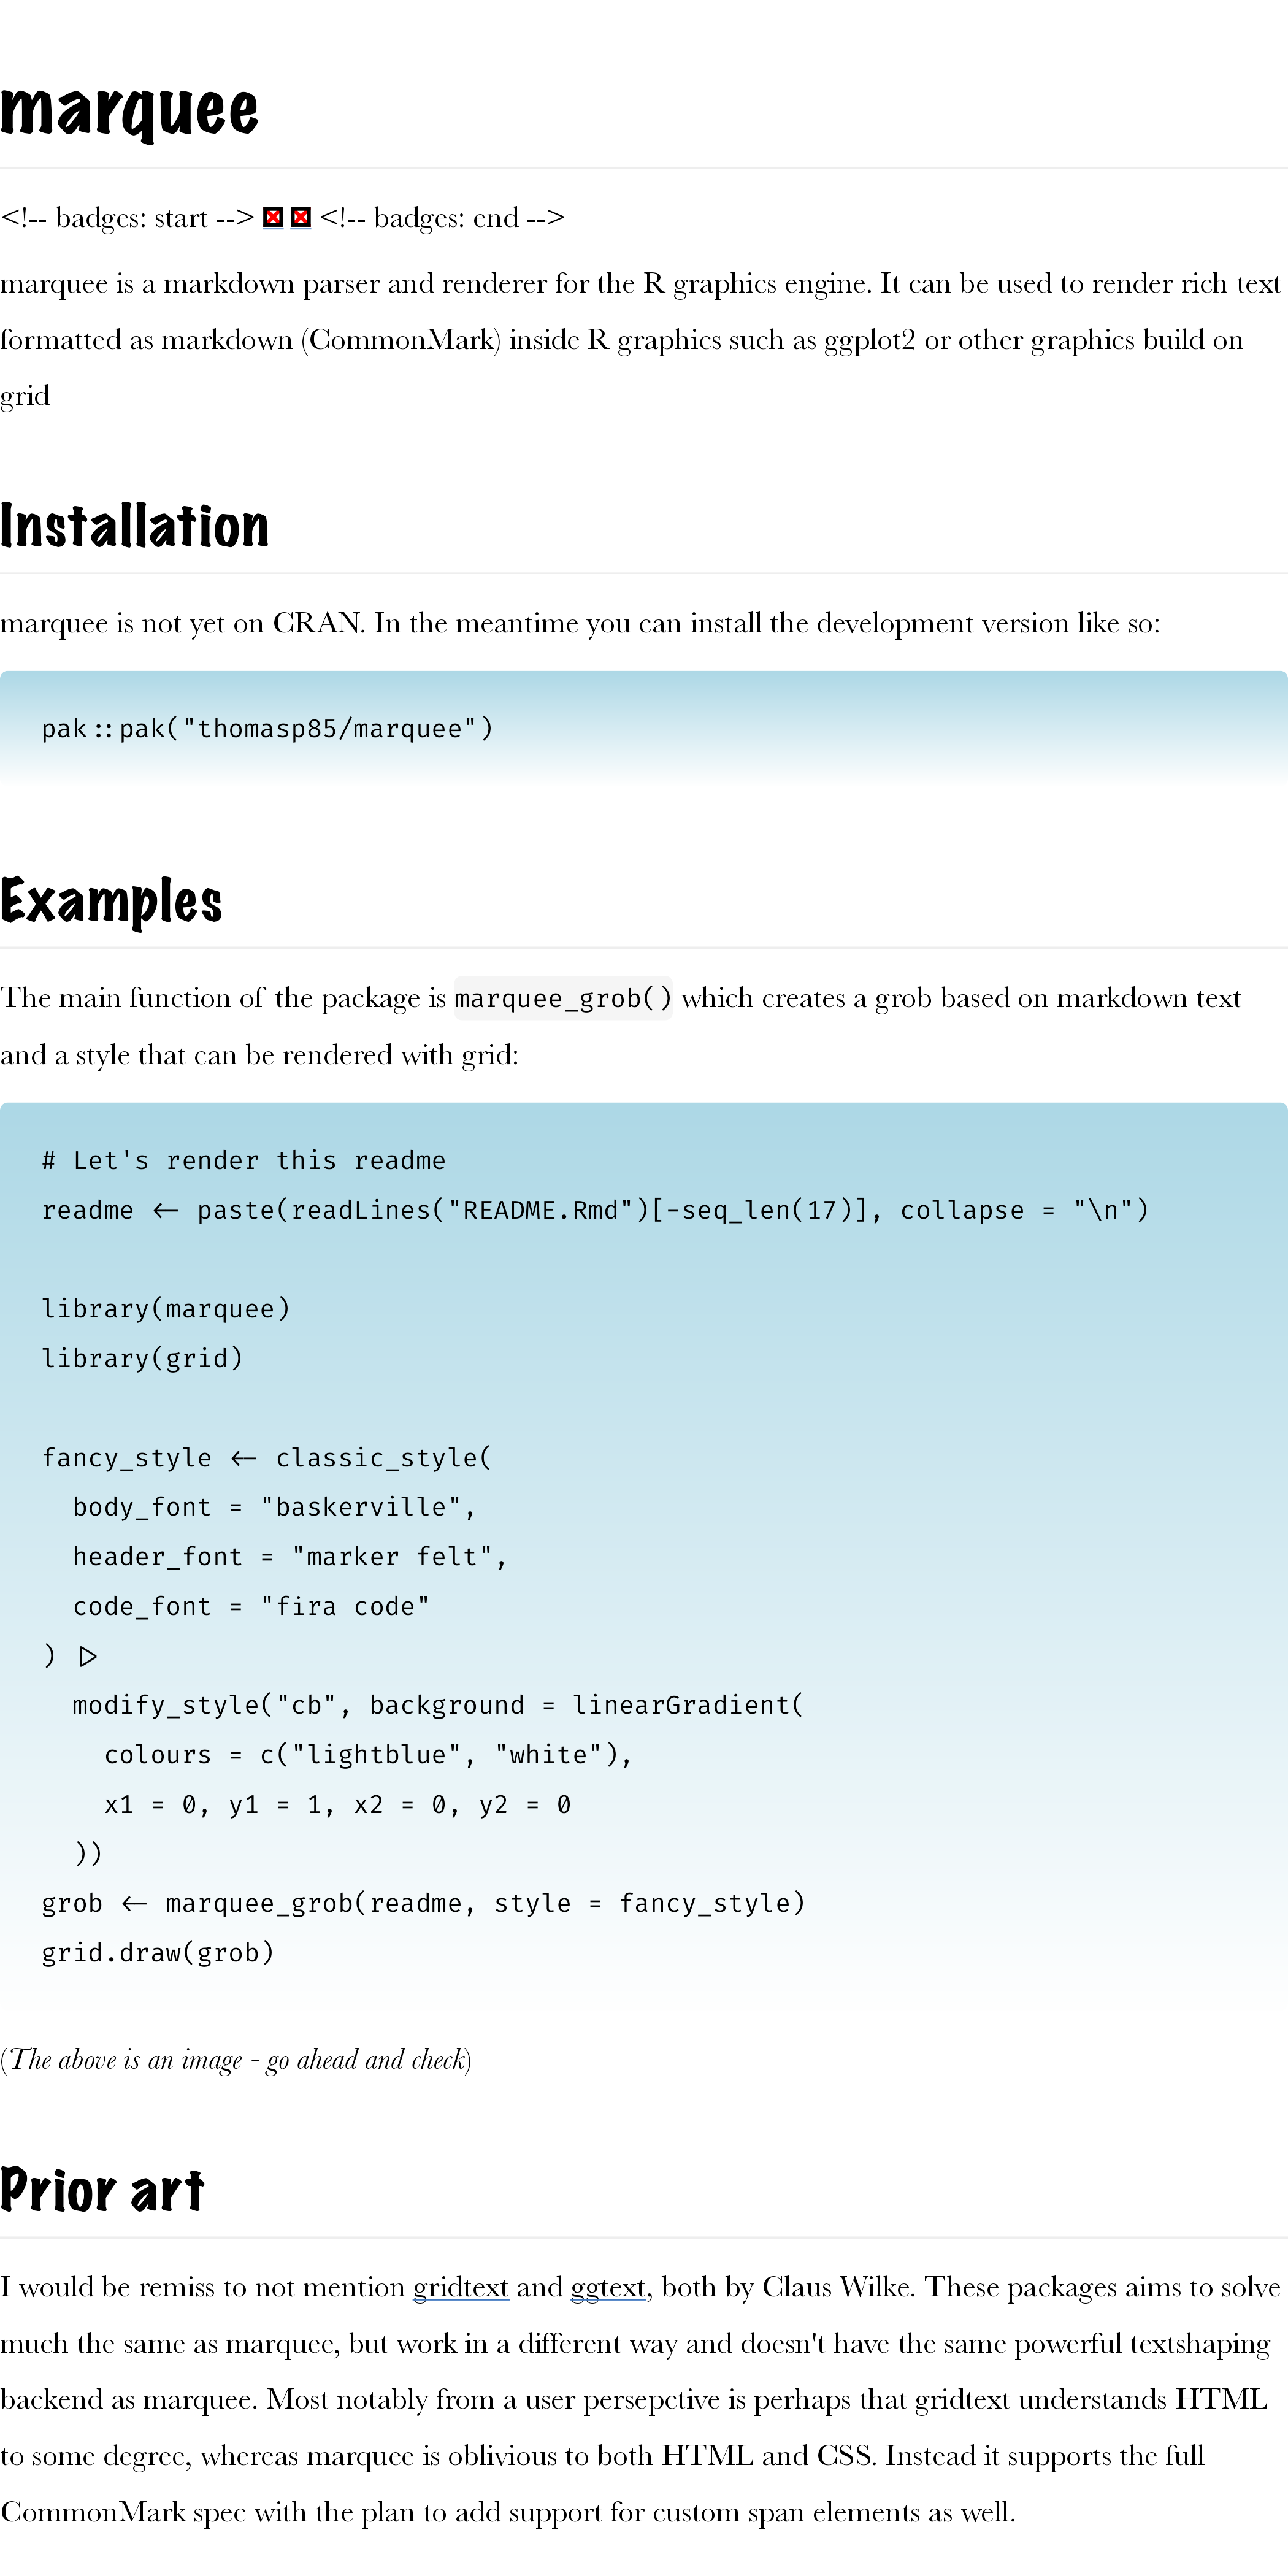 marquee
<!-- badges: start --> <!-- badges: end -->
marquee is a markdown parser and renderer for the R graphics engine. It can be used to render rich text
formatted as markdown (CommonMark) inside R graphics such as ggplot2 or other graphics build on
grid
Installation
marquee is not yet on CRAN. In the meantime you can install the development version like so:
pak::pak("thomasp85/marquee")
Examples
The main function of the package is marquee_grob() which creates a grob based on markdown text
and a style that can be rendered with grid:
# Let's render this readme
readme <- paste(readLines("README.Rmd")[-seq_len(17)], collapse = "\n")
library(marquee)
library(grid)
fancy_style <- classic_style(
  body_font = "baskerville",
  header_font = "marker felt",
  code_font = "fira code"
) |>
  modify_style("cb", background = linearGradient(
    colours = c("lightblue", "white"),
    x1 = 0, y1 = 1, x2 = 0, y2 = 0
  ))
grob <- marquee_grob(readme, style = fancy_style)
grid.draw(grob)
(The above is an image - go ahead and check)
Prior art
I would be remiss to not mention gridtext and ggtext, both by Claus Wilke. These packages aims to solve
much the same as marquee, but work in a different way and doesn't have the same powerful textshaping
backend as marquee. Most notably from a user persepctive is perhaps that gridtext understands HTML
to some degree, whereas marquee is oblivious to both HTML and CSS. Instead it supports the full
CommonMark spec with the plan to add support for custom span elements as well.